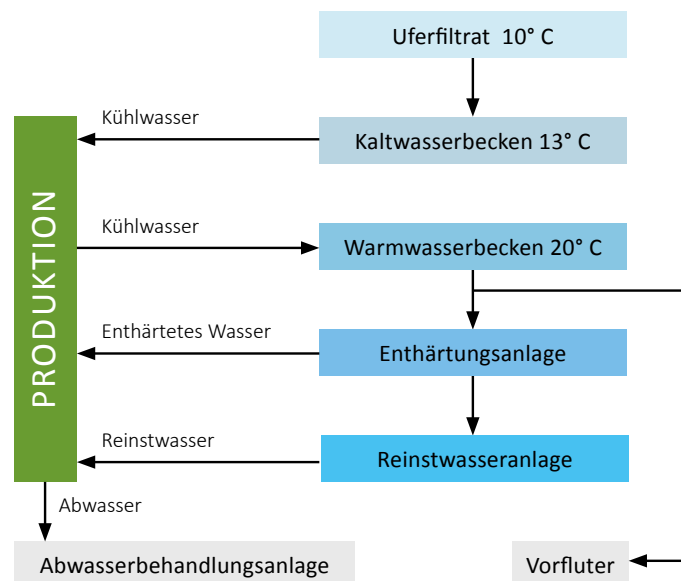 Uferfiltrat 10° C
Kühlwasser
Kaltwasserbecken 13° C
PRODUKTION
Kühlwasser
Warmwasserbecken 20° C
Enthärtetes Wasser
Enthärtungsanlage
Reinstwasser
Reinstwasseranlage
Abwasser
Abwasserbehandlungsanlage
Vorfluter